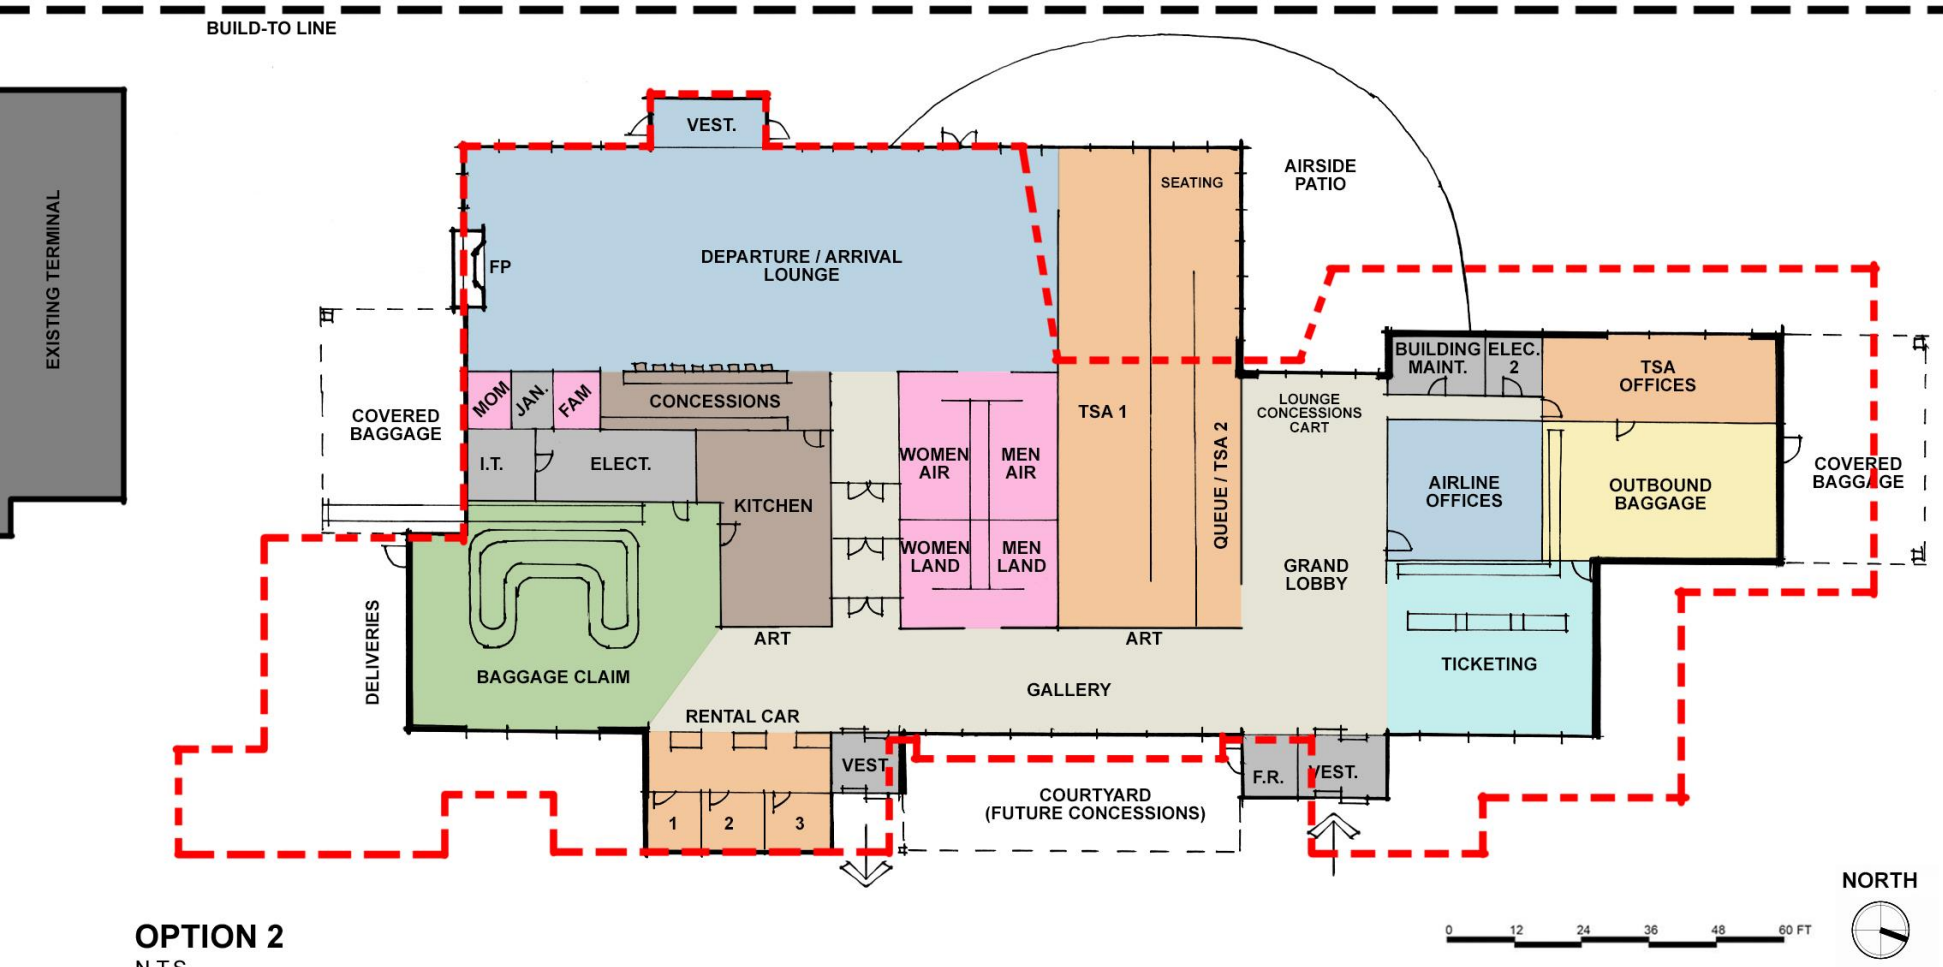 BUILD-TO LINE
VEST.
EXISTING TERMINAL
AIRSIDE
PATIO
SEATING
DEPARTURE / ARRIVAL
LOUNGE
FP
BUILDING
MAINT.
ELEC.
2
TSA
OFFICES
MOM
JAN.
FAM
CONCESSIONS
TSA 1
LOUNGE
CONCESSIONS
CART
COVERED
BAGGAGE
I.T.
ELECT.
WOMEN
AIR
MEN
AIR
QUEUE / TSA 2
AIRLINE
OFFICES
OUTBOUND
BAGGAGE
COVERED
BAGGAGE
KITCHEN
WOMEN
LAND
MEN
LAND
GRAND
LOBBY
DELIVERIES
ART
ART
BAGGAGE CLAIM
TICKETING
GALLERY
RENTAL CAR
VEST
F.R.
VEST.
COURTYARD
(FUTURE CONCESSIONS)
1
2
3
NORTH
OPTION 2
N.T.S.
0 12 24 36 48 60 FT